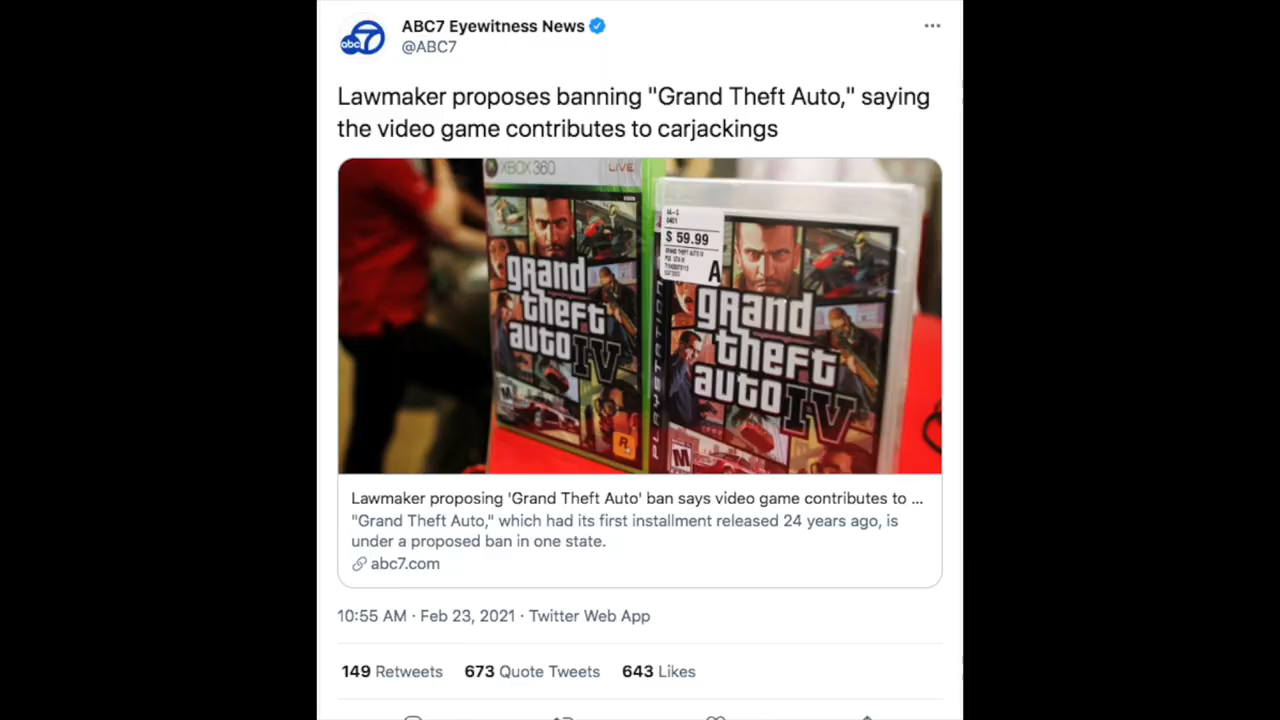 ABC7 Eyewitness News
abc 7
@ABC7
Lawmaker proposes banning "Grand Theft Auto," saying
the video game contributes to carjackings
XBOX 360 LIVE
$ 59.99
A
grand
theft
auto IV
M
R
PLAYSTATION
grand
theft
auto IV
M
Lawmaker proposing 'Grand Theft Auto' ban says video game contributes to ...
"Grand Theft Auto," which had its first installment released 24 years ago, is
under a proposed ban in one state.
abc7.com
10:55 AM · Feb 23, 2021 · Twitter Web App
149 Retweets 673 Quote Tweets 643 Likes